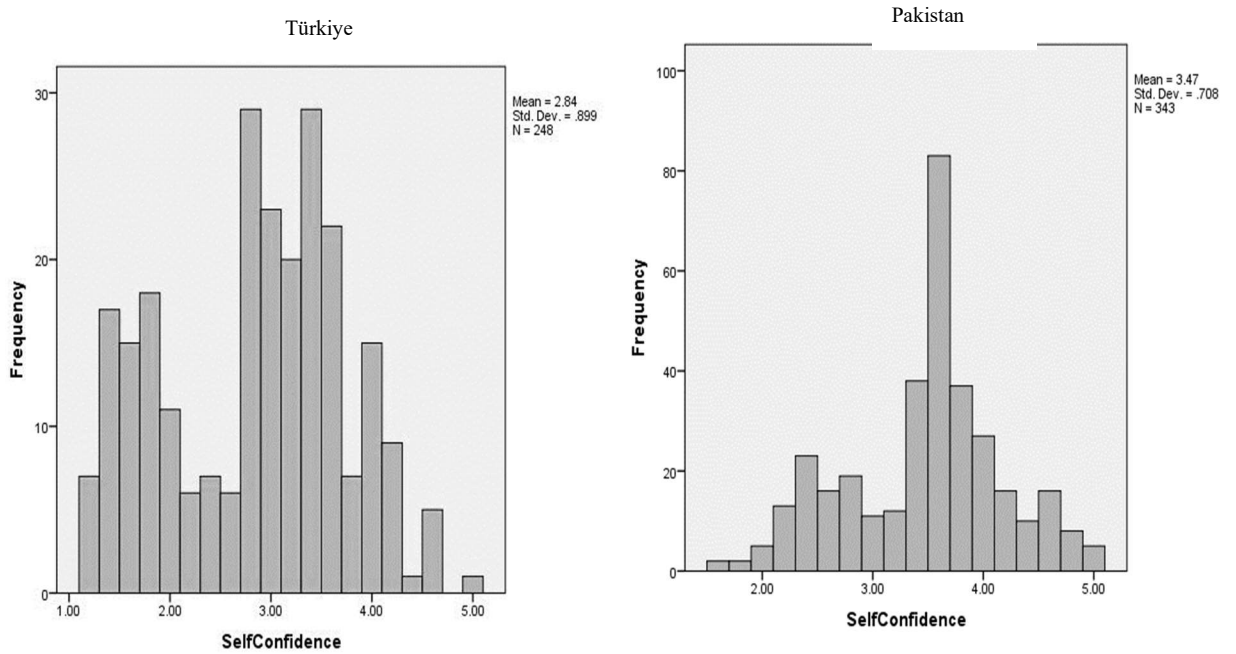 Türkiye
30
20
10
0
Frequency
1.00 2.00 3.00 4.00 5.00
SelfConfidence
Mean = 2.84
Std. Dev. = .899
N = 248
Pakistan
100
80
60
40
20
0
Frequency
2.00 3.00 4.00 5.00
SelfConfidence
Mean = 3.47
Std. Dev. = .708
N = 343